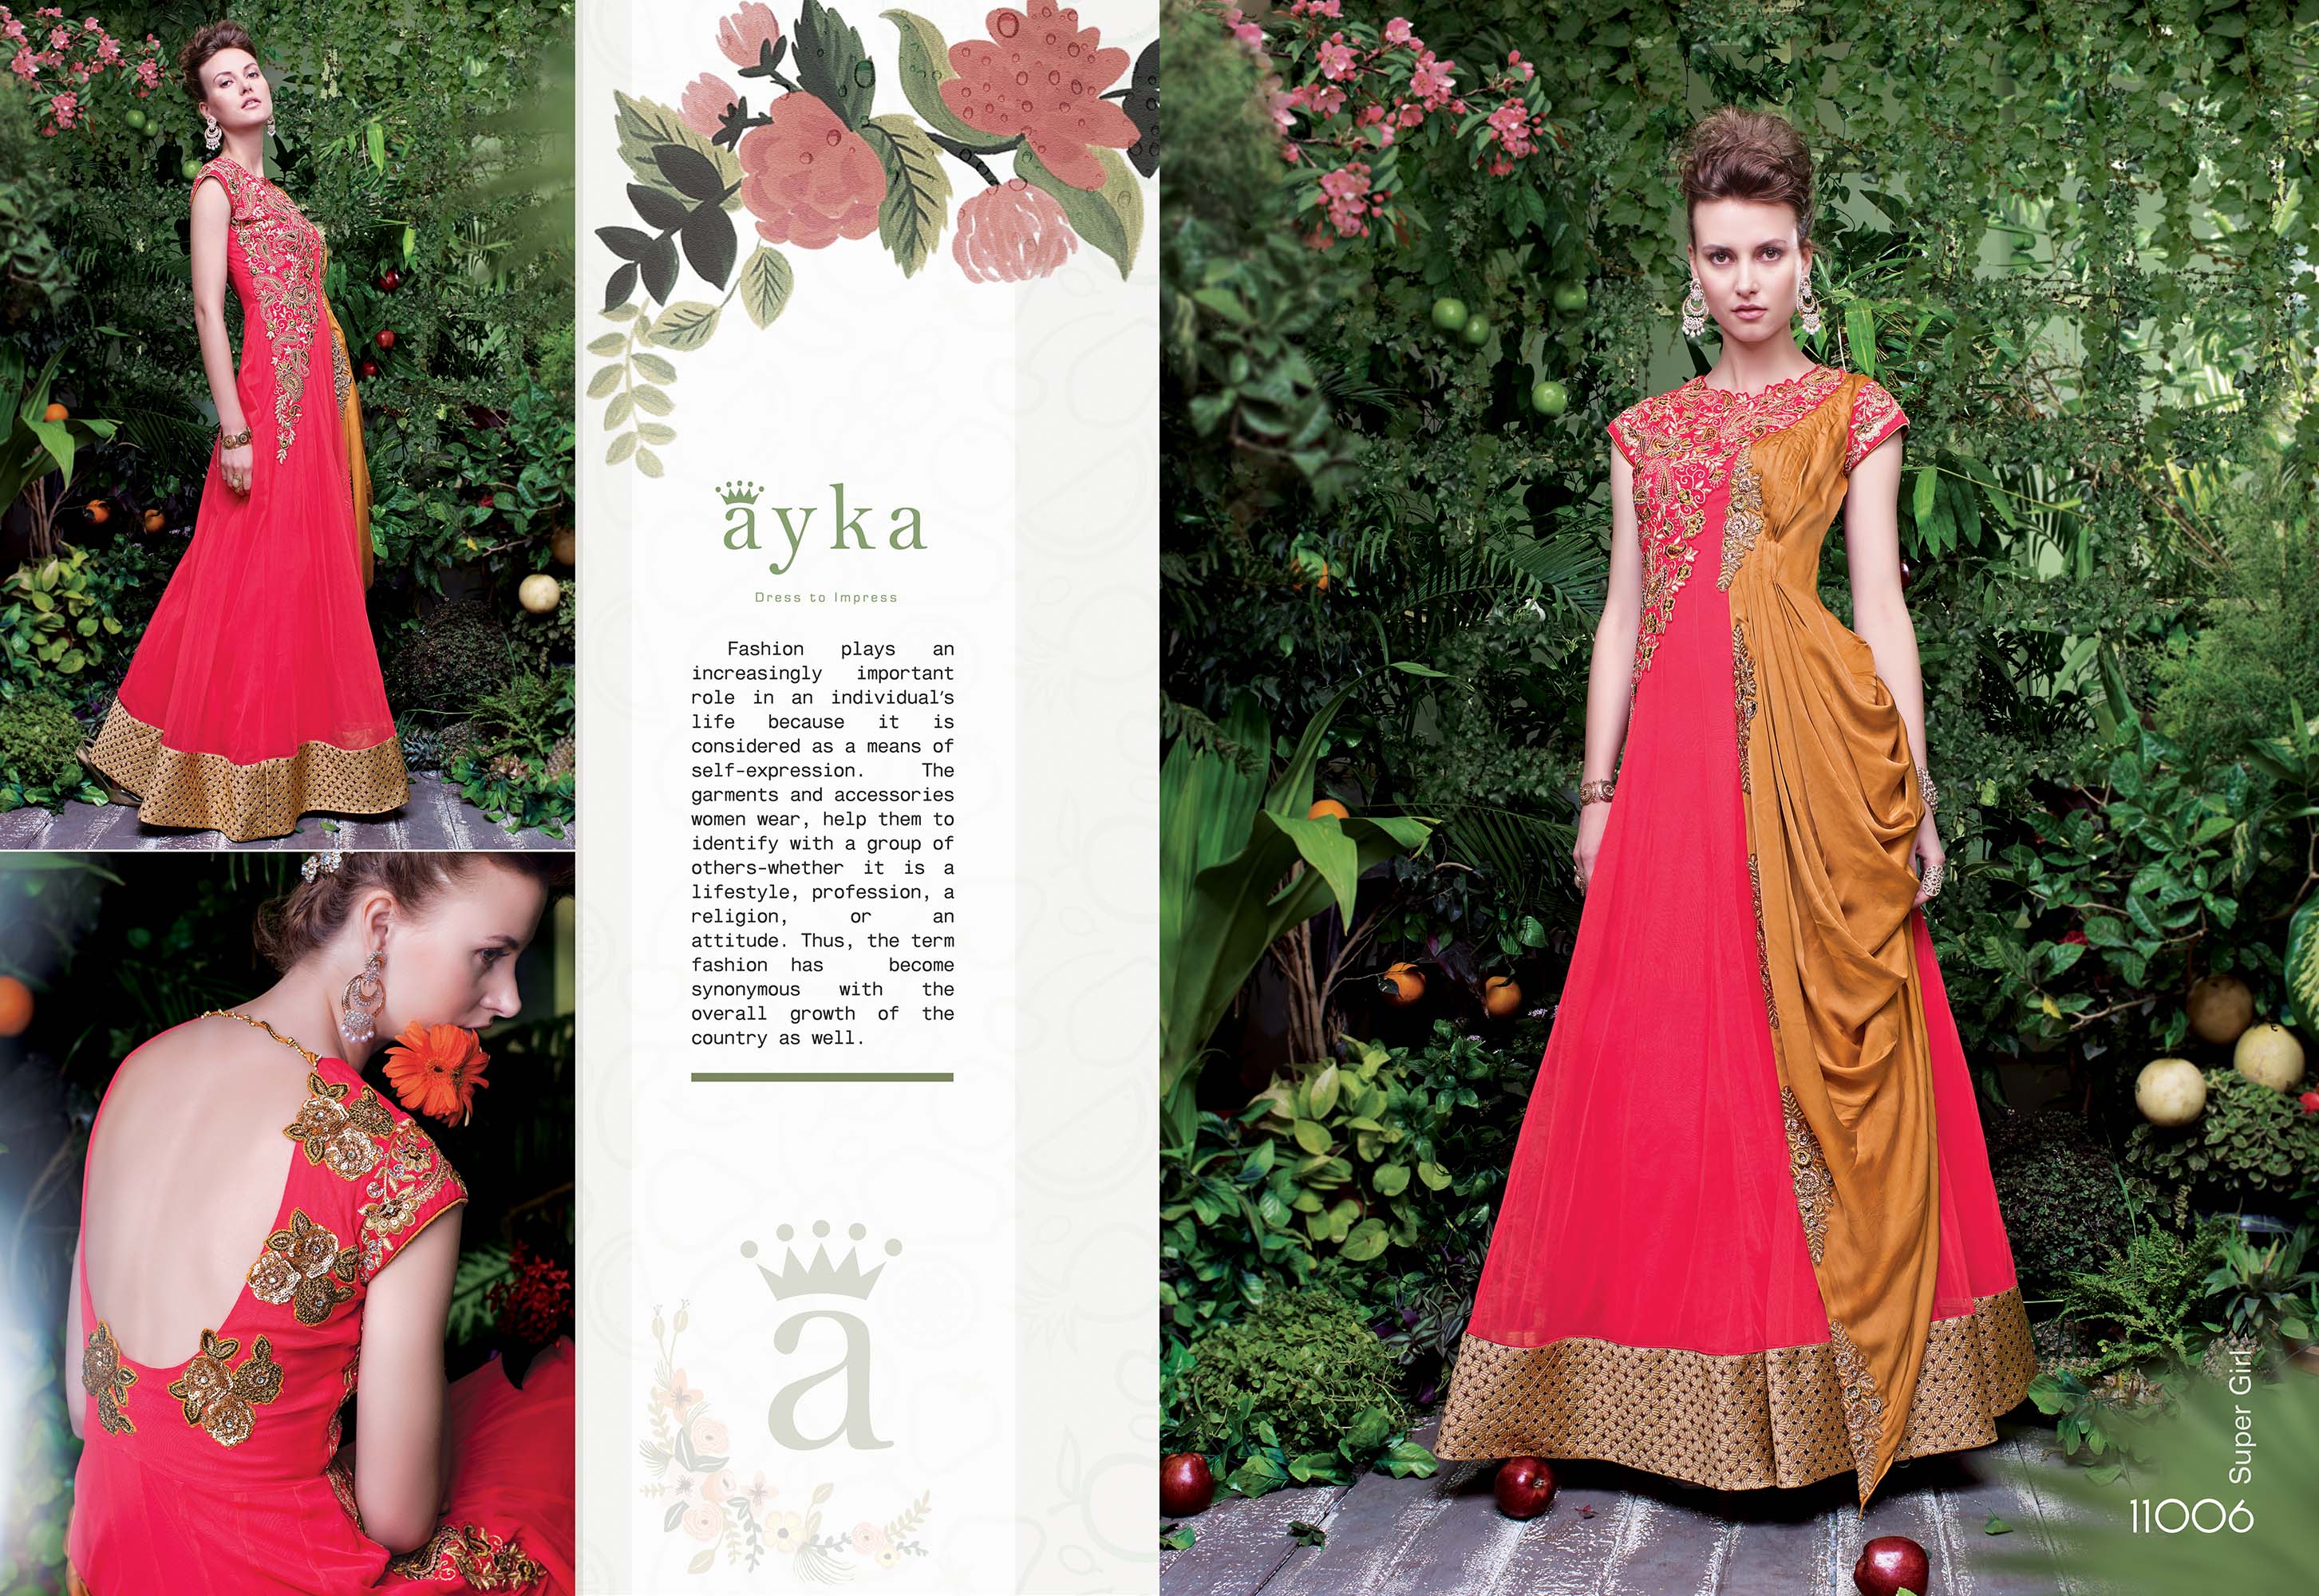 ayka
Dress to Impress
Fashion plays an
increasingly important
role in an individual's
life because it is
considered as a means of
self-expression. The
garments and accessories
women wear, help them to
identify with a group of
others-whether it is a
lifestyle, profession, a
religion, or an
attitude. Thus, the term
fashion has become
synonymous with the
overall growth of the
country as well.
a
Super Girl
11006